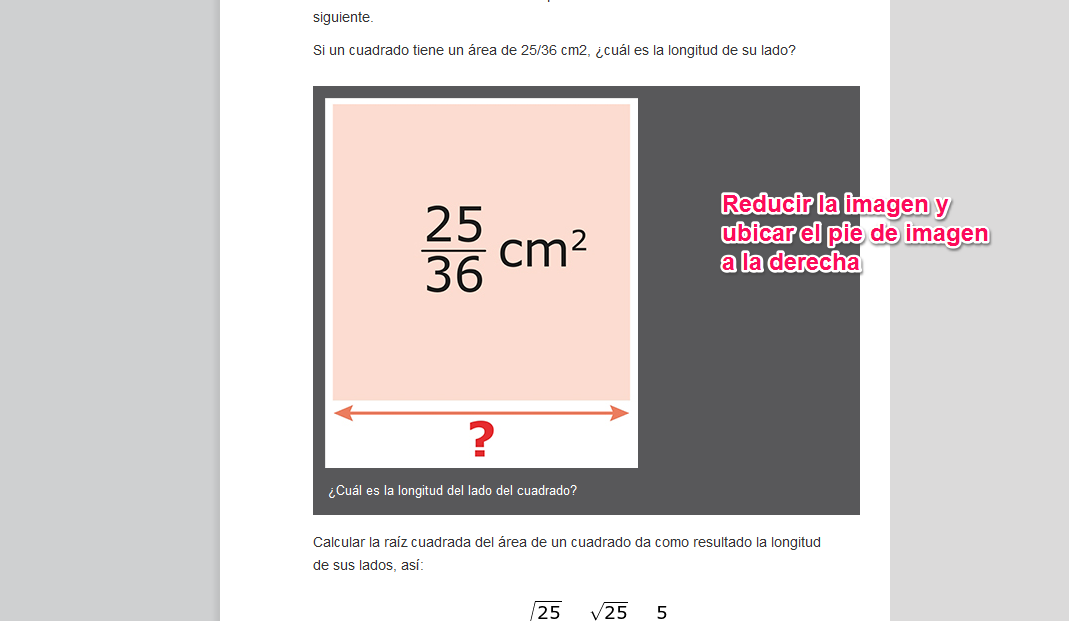 siguiente.
Si un cuadrado tiene un área de 25/36 cm2, ¿cuál es la longitud de su lado?
25
36
cm²
?
Reducir la imagen y
ubicar el pie de imagen
a la derecha
¿Cuál es la longitud del lado del cuadrado?
Calcular la raíz cuadrada del área de un cuadrado da como resultado la longitud
de sus lados, así:
√25 √25 5